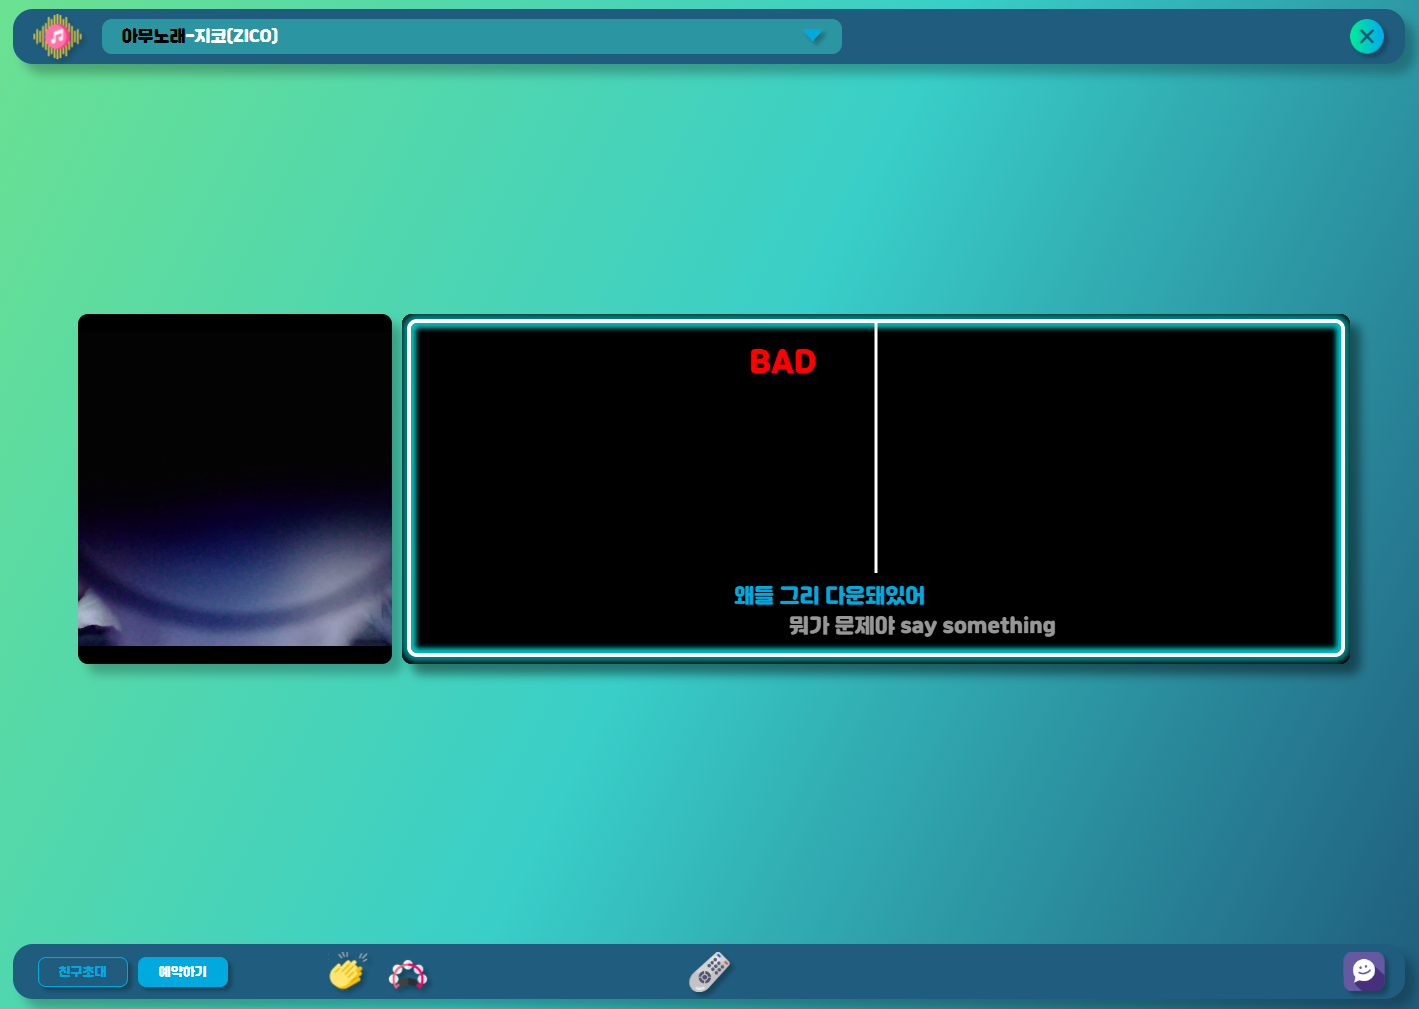 아무노래-지코(ZICO)
BAD
왜들 그리 다운돼있어
뭐가 문제야 say something
친구초대
예약하기